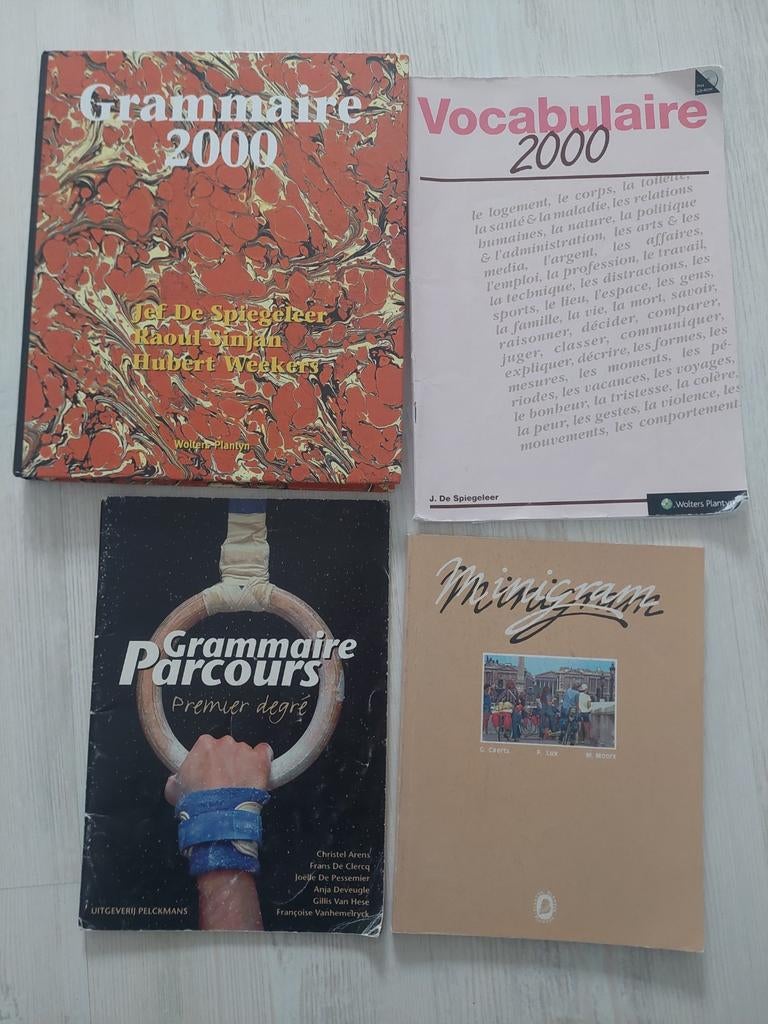 Grammaire
2000
Jef De Spiegeleer
Raoul Sinjan
Hubert Weekers
Wolters Plantyn
Vocabulaire
2000
le logement, le corps, la toilette,
la santé & la maladie, les relations
humaines, la nature, la politique
& l'administration, les arts & les
media, l'argent, les affaires,
l'emploi, la profession, le travail,
la technique, les distractions, les
sports, le lieu, l'espace, les gens,
la famille, la vie, la mort, savoir,
raisonner, décider, comparer,
juger, classer, communiquer,
expliquer, décrire, les formes, les
mesures, les moments, les pé-
riodes, les vacances, les voyages,
le bonheur, la tristesse, la colère,
la peur, les gestes, la violence, les
mouvements, les comportement
J. De Spiegeleer
Wolters Plantyn
Grammaire
Parcours
Premier degré
Christel Arens
Frans De Clercq
Joëlle De Pessemier
Anja Deveugle
Gillis Van Hese
Françoise Vanhemelryck
UITGEVERIJ PELCKMANS
Minigram
G. Caerts P. Lux M. Moors